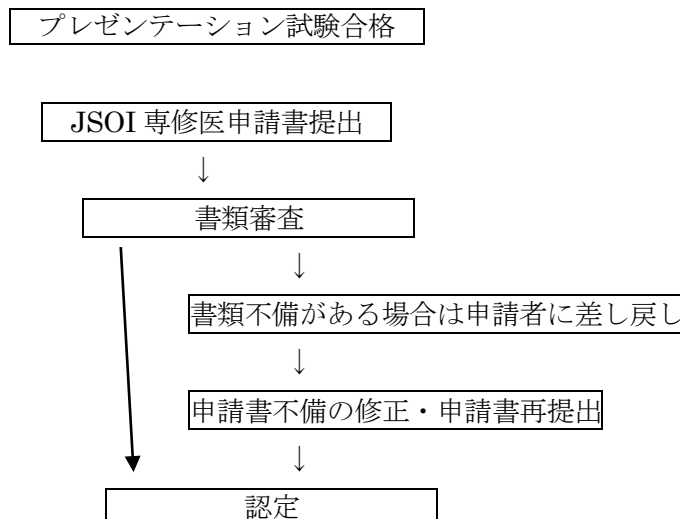 プレゼンテーション試験合格
JSOI 専修医申請書提出
↓
書類審査
↓
書類不備がある場合は申請者に差し戻し
↓
申請書不備の修正・申請書再提出
↓
認定